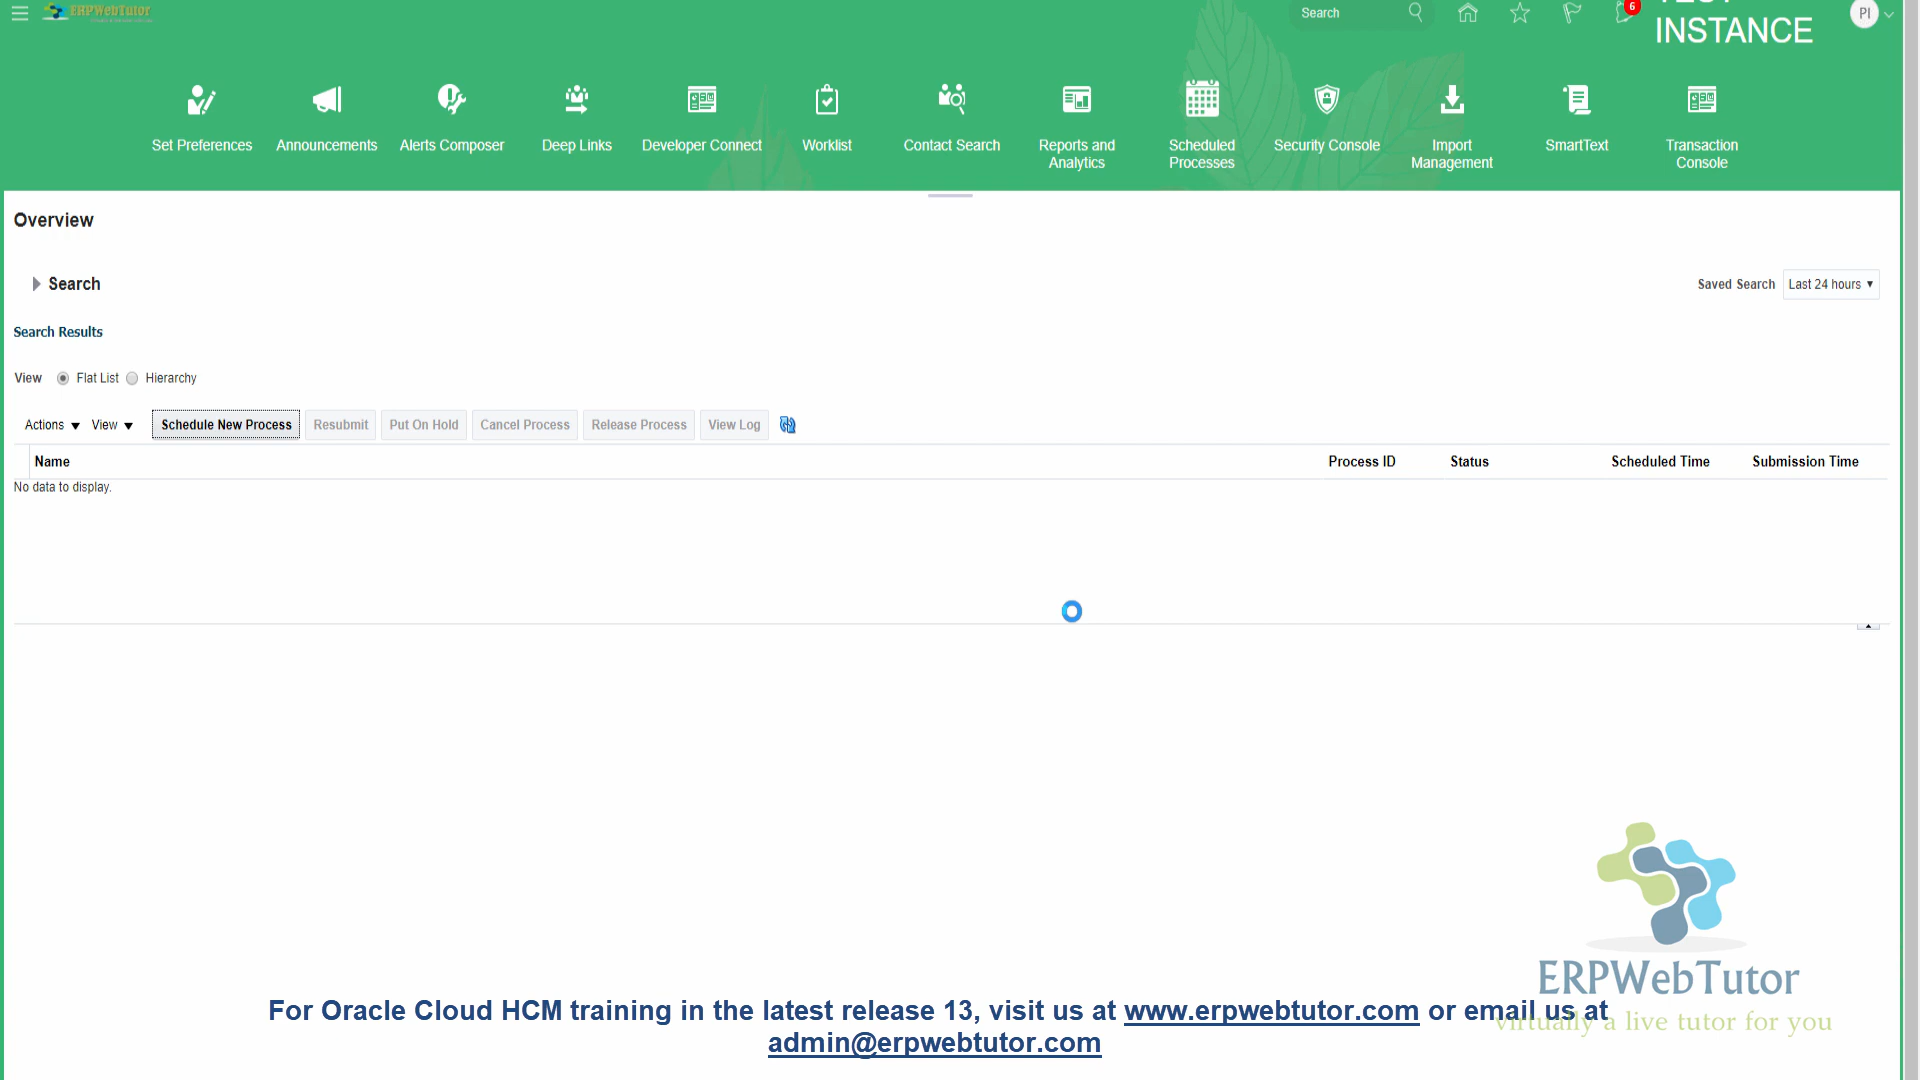 ERPWebTutor
Search
6
INSTANCE
PI
Set Preferences
Announcements
Alerts Composer
Deep Links
Developer Connect
Worklist
Contact Search
Reports and
Analytics
Scheduled
Processes
Security Console
Import
Management
SmartText
Transaction
Console
Overview
Search
Saved Search Last 24 hours
Search Results
View Flat List Hierarchy
Actions View Schedule New Process Resubmit Put On Hold Cancel Process Release Process View Log
Name Process ID Status Scheduled Time Submission Time
No data to display.
ERPWebTutor
virtually a live tutor for you
For Oracle Cloud HCM training in the latest release 13, visit us at www.erpwebtutor.com or email us at
admin@erpwebtutor.com